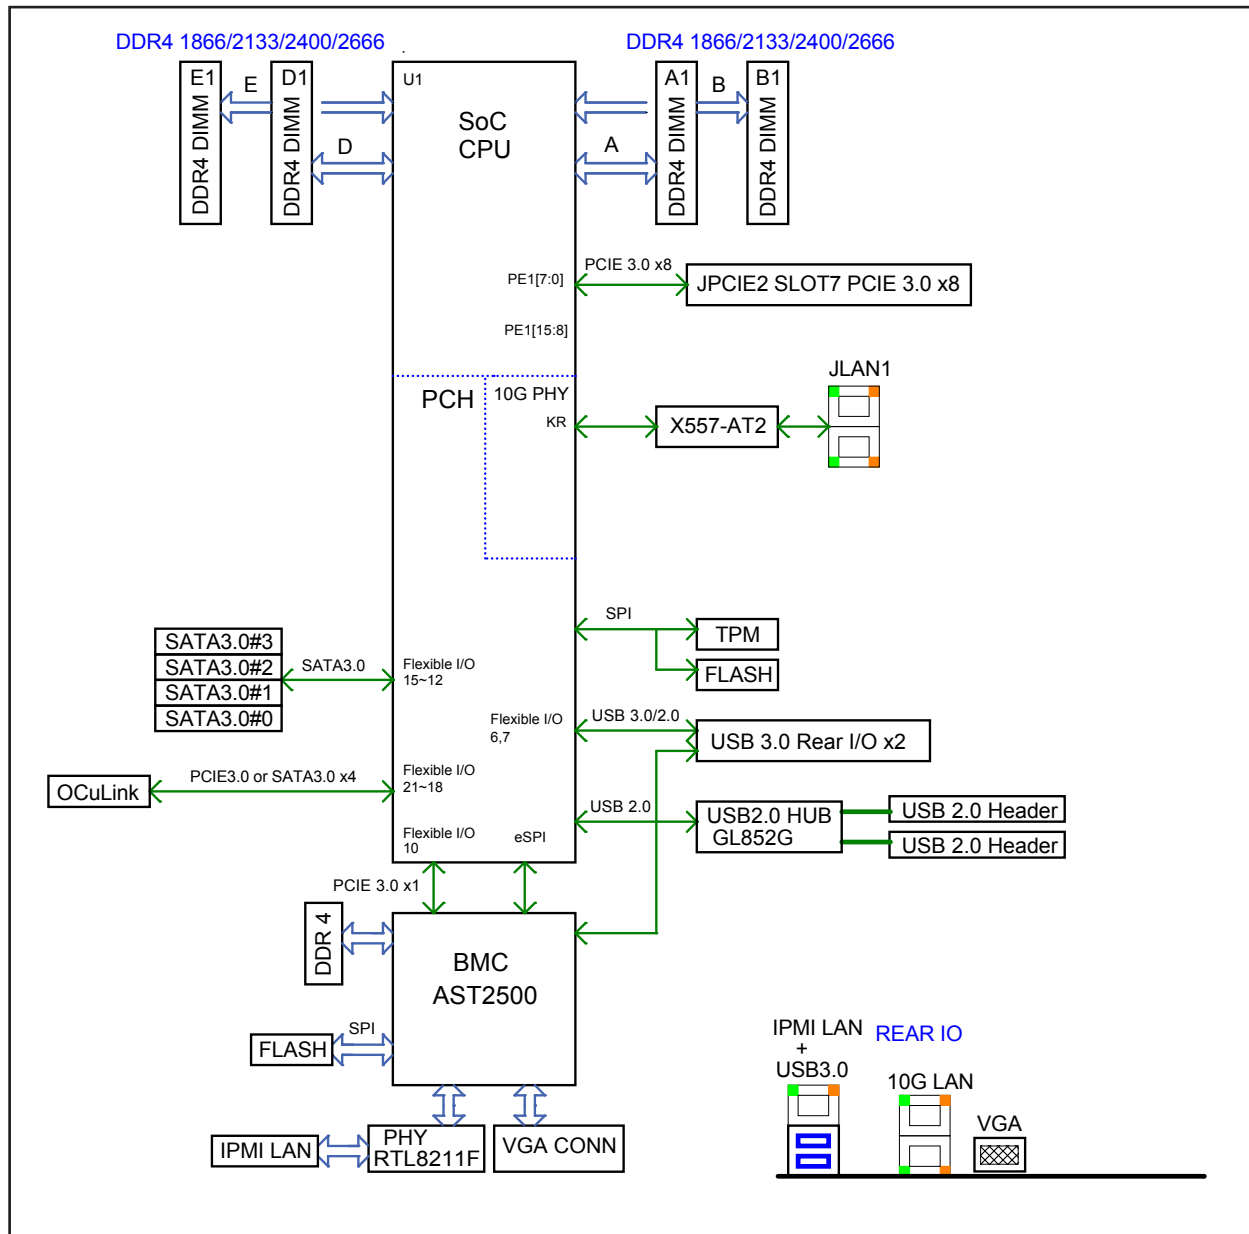 DDR4 1866/2133/2400/2666
DDR4 1866/2133/2400/2666
E1
DDR4 DIMM
E
D1
DDR4 DIMM
D
U1
SoC
CPU
A1
DDR4 DIMM
A
B
B1
DDR4 DIMM
PE1[7:0]
PCIE 3.0 x8
JPCIE2 SLOT7 PCIE 3.0 x8
PE1[15:8]
PCH
10G PHY
KR
X557-AT2
JLAN1
SPI
TPM
FLASH
SATA3.0#3
SATA3.0#2
SATA3.0#1
SATA3.0#0
SATA3.0
Flexible I/O
15~12
Flexible I/O
6,7
USB 3.0/2.0
USB 3.0 Rear I/O x2
OCuLink
PCIE3.0 or SATA3.0 x4
Flexible I/O
21~18
USB 2.0
USB2.0 HUB
GL852G
USB 2.0 Header
USB 2.0 Header
Flexible I/O
10
eSPI
PCIE 3.0 x1
DDR 4
BMC
AST2500
FLASH
SPI
IPMI LAN
PHY
RTL8211F
VGA CONN
IPMI LAN
+
USB3.0
REAR IO
10G LAN
VGA